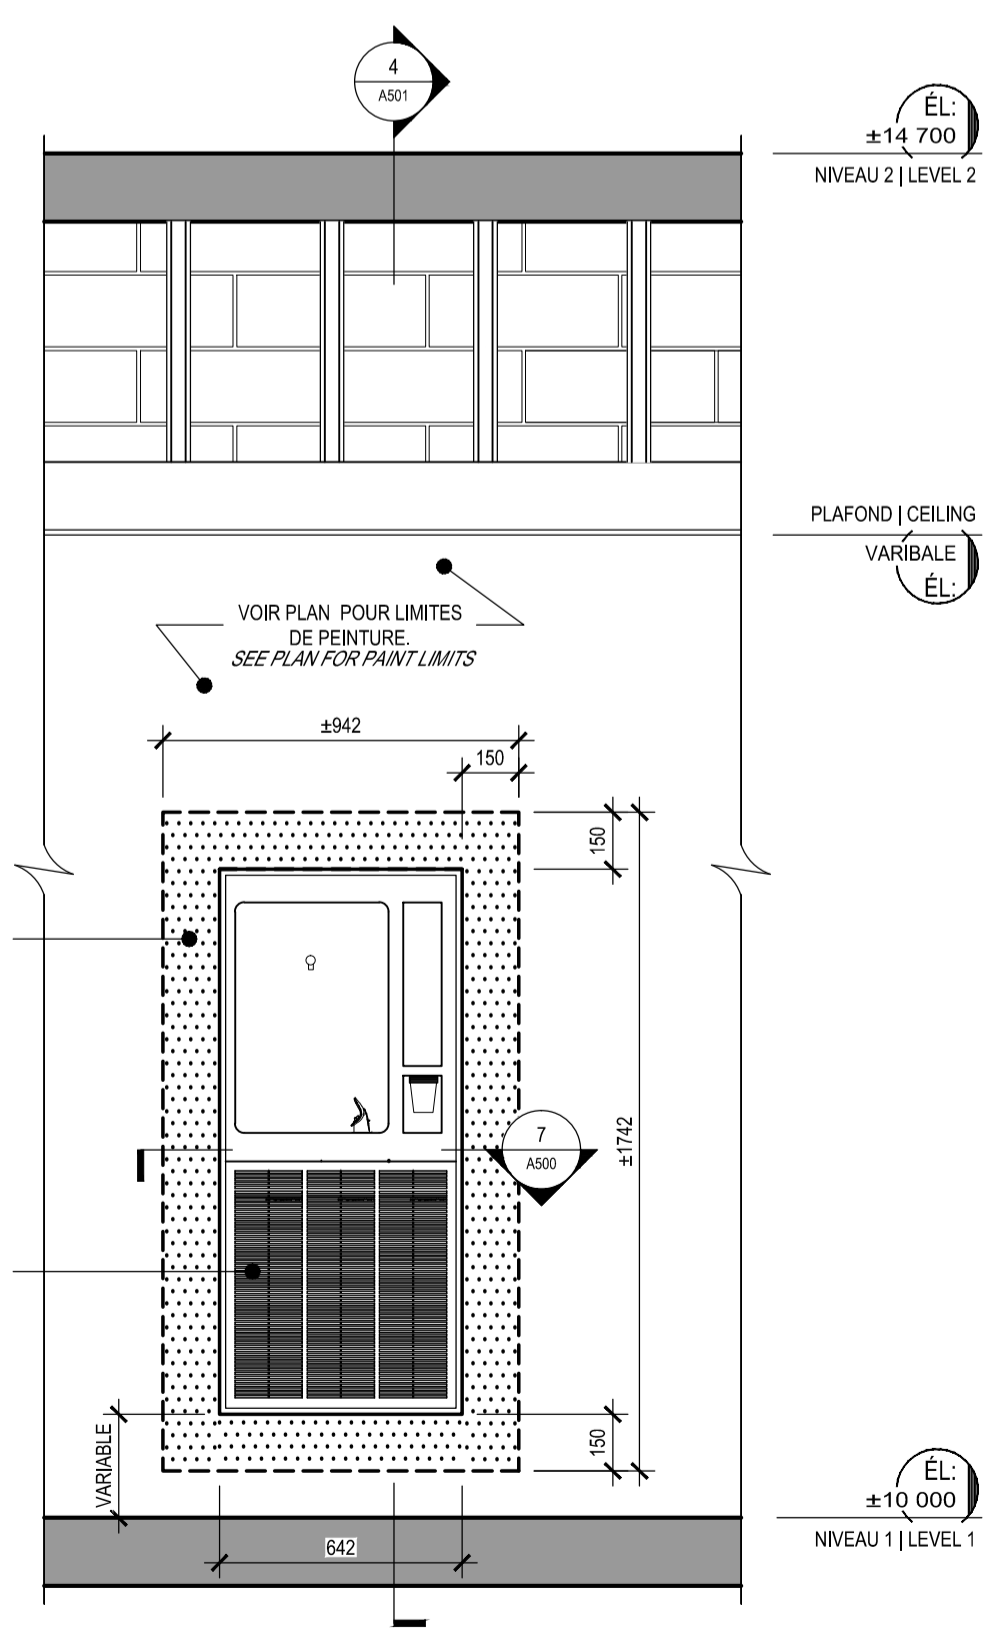 4
A501
ÉL:
±14 700
NIVEAU 2 | LEVEL 2
PLAFOND | CEILING
VARIBALE
ÉL:
VOIR PLAN POUR LIMITES
DE PEINTURE.
SEE PLAN FOR PAINT LIMITS
±942
150
150
±1742
7
A500
150
VARIABLE
642
ÉL:
±10 000
NIVEAU 1 | LEVEL 1